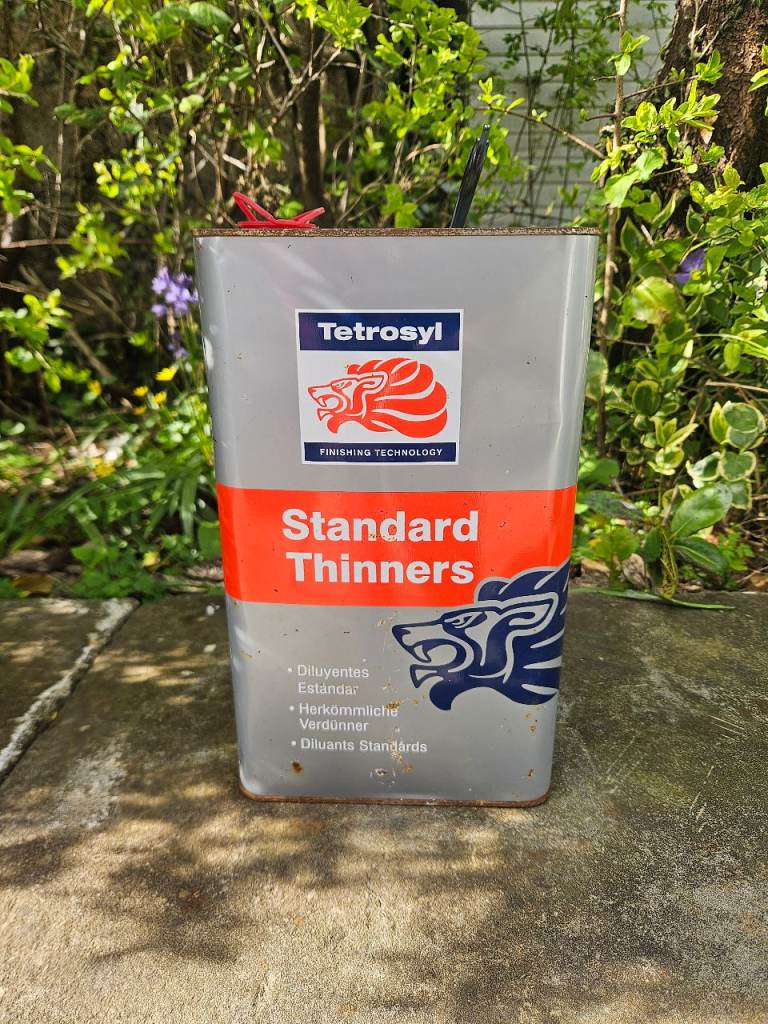 Tetrosyl
FINISHING TECHNOLOGY
Standard
Thinners
• Diluyentes
Estándar
• Herkömmliche
Verdünner
• Diluants Standards